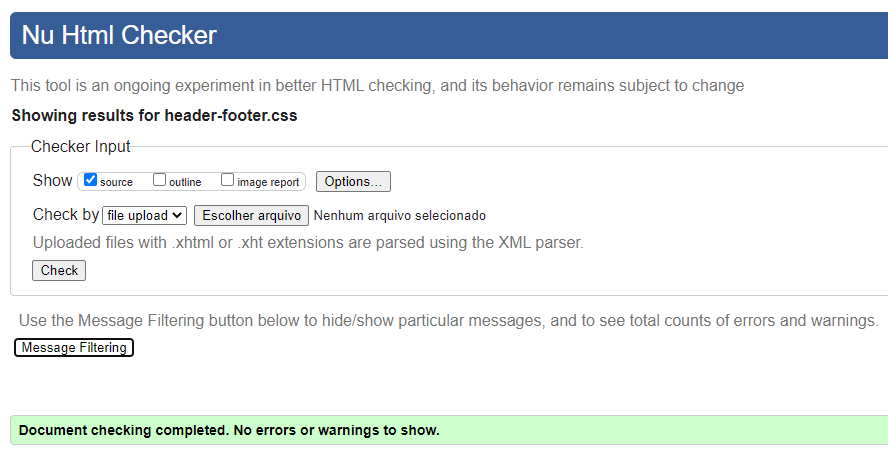 Nu Html Checker
This tool is an ongoing experiment in better HTML checking, and its behavior remains subject to change
Showing results for header-footer.css
Checker Input
Show source outline image report Options...
Check by file upload Escolher arquivo Nenhum arquivo selecionado
Uploaded files with .xhtml or .xht extensions are parsed using the XML parser.
Check
Use the Message Filtering button below to hide/show particular messages, and to see total counts of errors and warnings.
Message Filtering
Document checking completed. No errors or warnings to show.